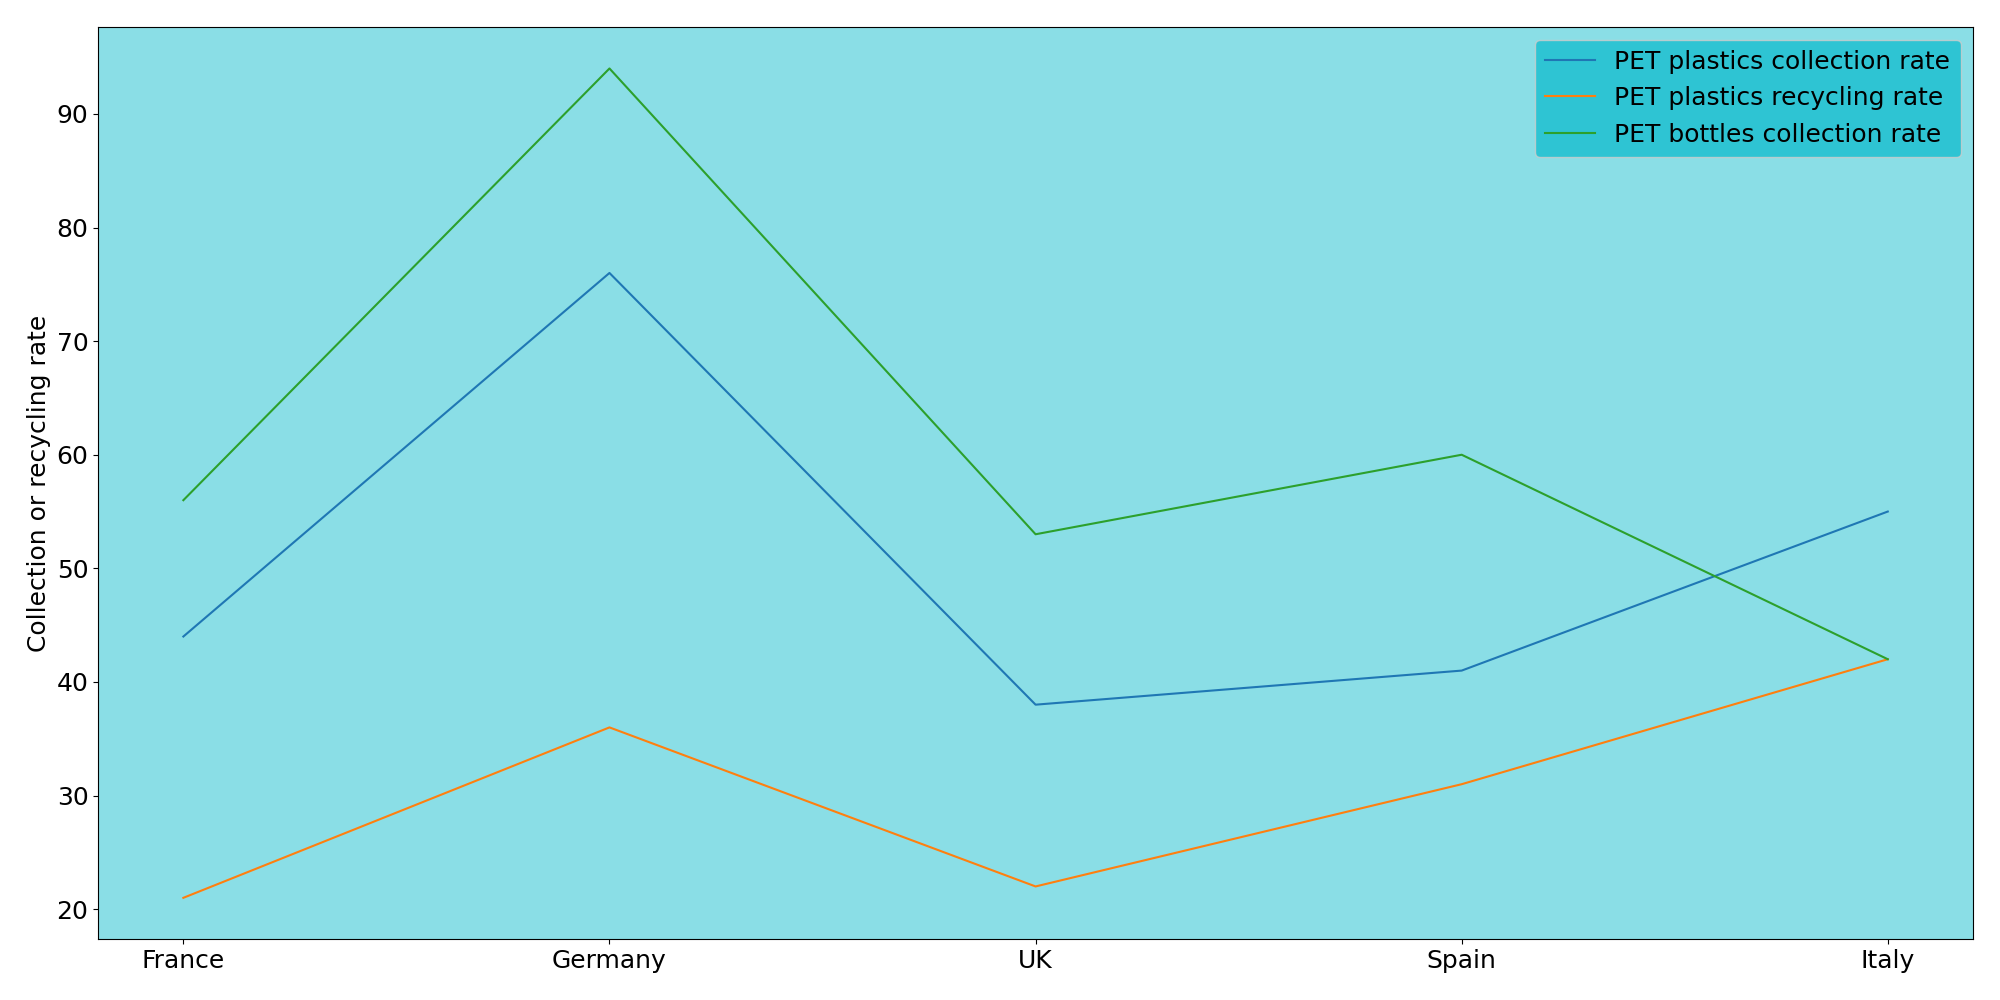 PET plastics collection rate
PET plastics recycling rate
PET bottles collection rate
Collection or recycling rate
90
80
70
60
50
40
30
20
France
Germany
UK
Spain
Italy